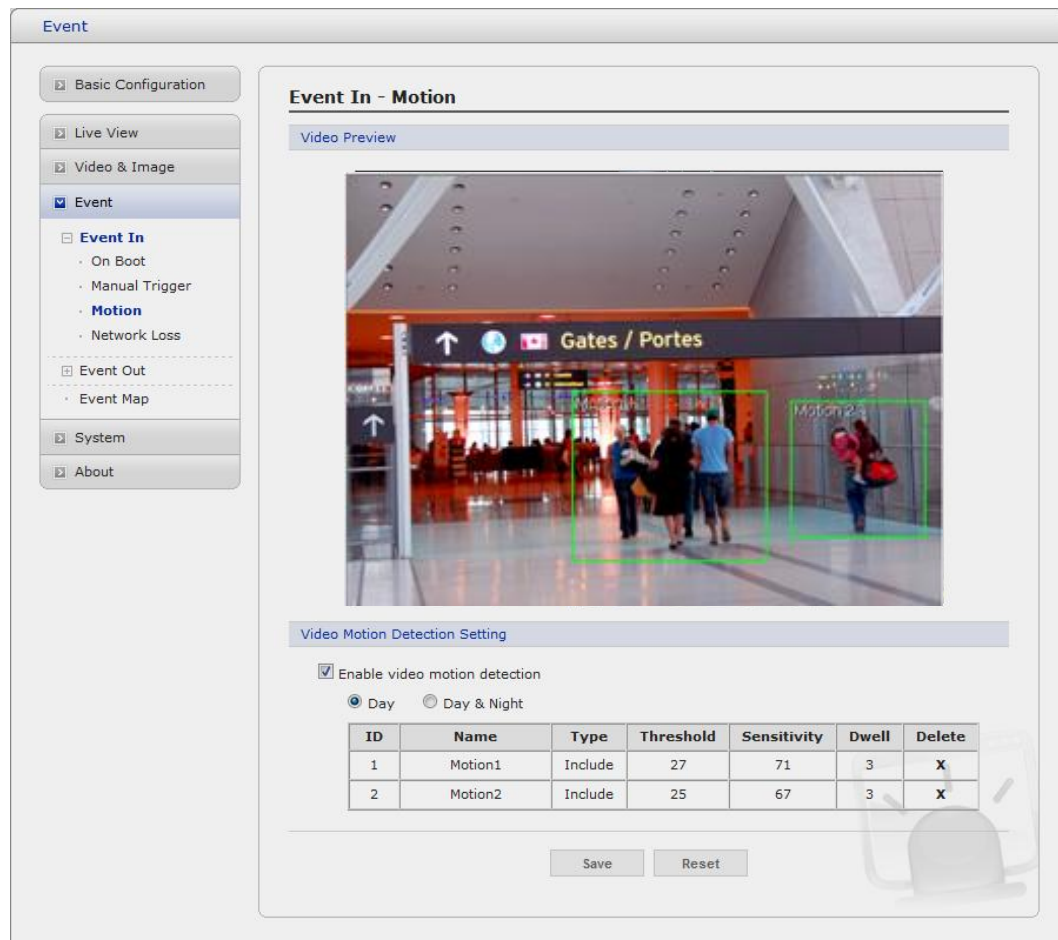 Event
Basic Configuration
Live View
Video & Image
Event
Event In
On Boot
Manual Trigger
Motion
Network Loss
Event Out
Event Map
System
About
Event In - Motion
Video Preview
Gates / Portes
Motion 2
Video Motion Detection Setting
Enable video motion detection
Day Day & Night
ID Name Type Threshold Sensitivity Dwell Delete
1 Motion1 Include 27 71 3 X
2 Motion2 Include 25 67 3 X
Save Reset